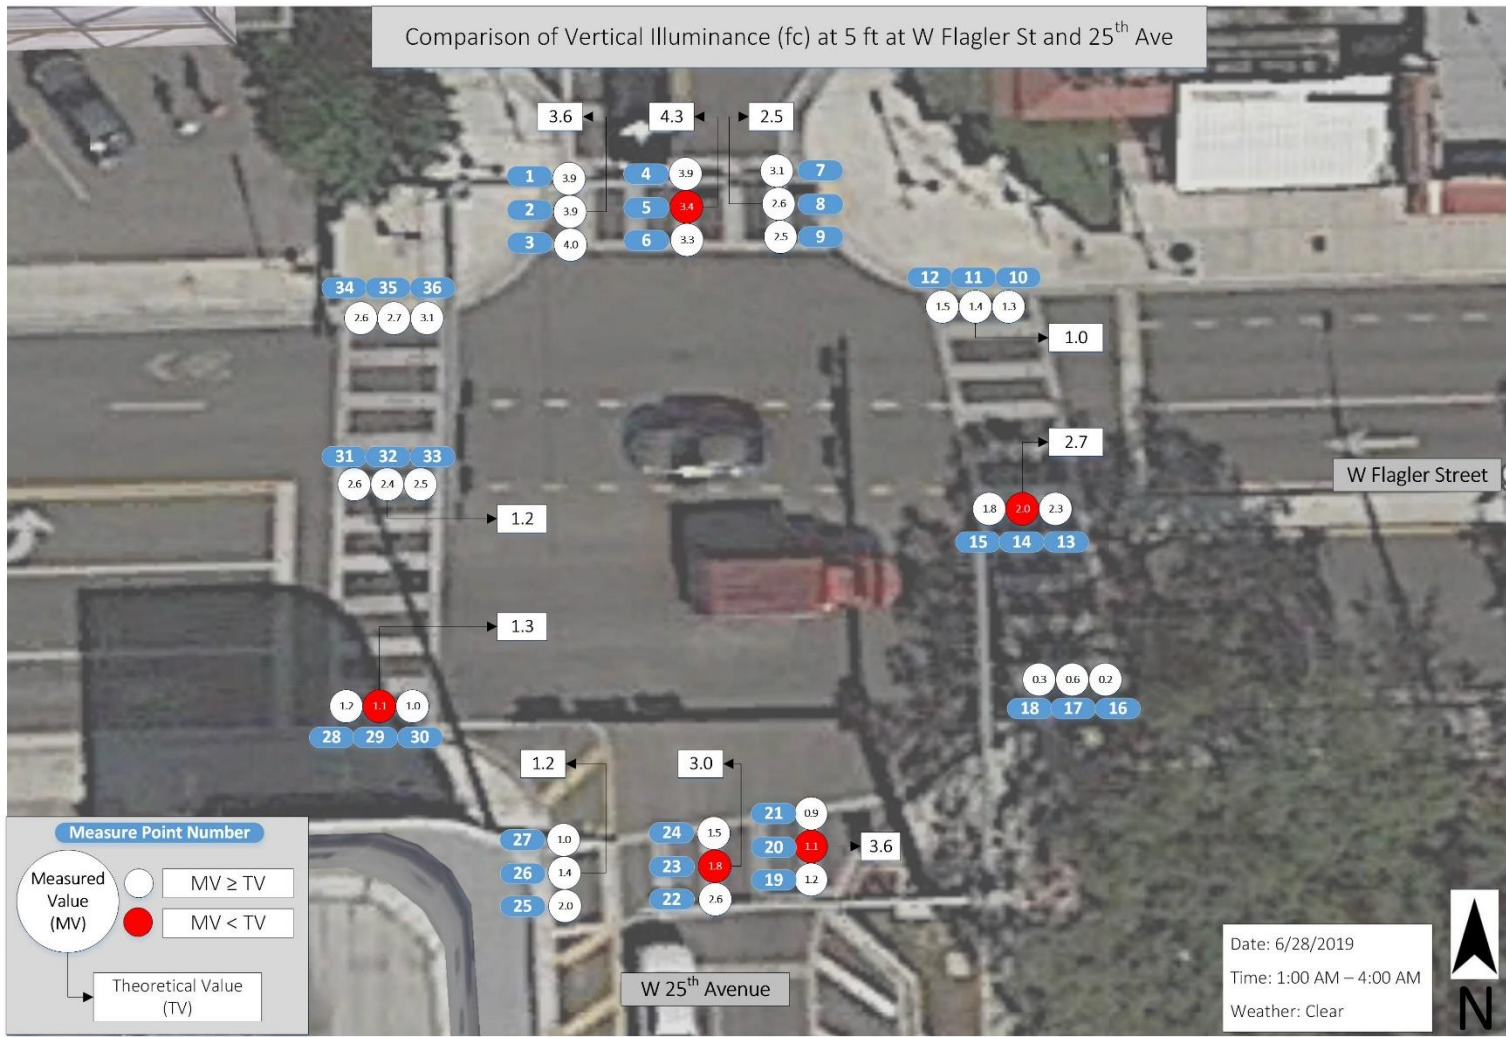 Comparison of Vertical Illuminance (fc) at 5 ft at W Flagler St and 25th Ave
3.6 4.3 2.5
1 3.9 4 3.9 3.1 7
2 3.9 5 3.4 2.6 8
3 4.0 6 3.3 2.5 9
34 35 36 12 11 10
2.6 2.7 3.1 1.5 1.4 1.3
1.0
31 32 33 2.7
2.6 2.4 2.5 W Flagler Street
1.2 1.8 2.0 2.3
15 14 13
1.3
1.2 1.1 1.0 0.3 0.6 0.2
28 29 30 18 17 16
1.2 3.0
21 0.9
27 1.0 24 1.5 20 1.1 3.6
26 1.4 23 1.8 19 1.2
25 2.0 22 2.6
W 25th Avenue
Measure Point Number
Measured
Value
(MV)
MV ≥ TV
MV < TV
Theoretical Value
(TV)
Date: 6/28/2019
Time: 1:00 AM – 4:00 AM
Weather: Clear
N